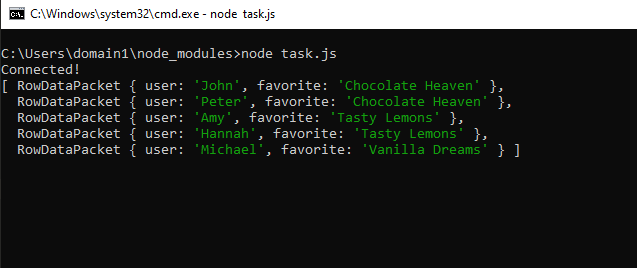 C:\Windows\system32\cmd.exe - node  task.js
C:\Users\domain1\node_modules>node task.js
Connected!
[ RowDataPacket { user: 'John', favorite: 'Chocolate Heaven' },
  RowDataPacket { user: 'Peter', favorite: 'Chocolate Heaven' },
  RowDataPacket { user: 'Amy', favorite: 'Tasty Lemons' },
  RowDataPacket { user: 'Hannah', favorite: 'Tasty Lemons' },
  RowDataPacket { user: 'Michael', favorite: 'Vanilla Dreams' } ]